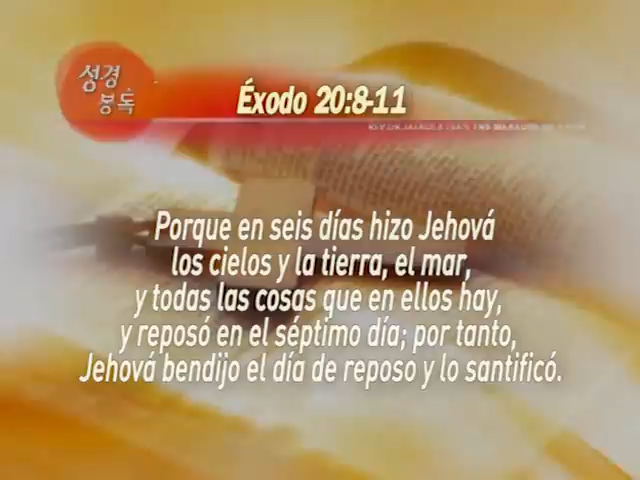 성경
봉독
Éxodo 20:8-11
Porque en seis días hizo Jehová
los cielos y la tierra, el mar,
y todas las cosas que en ellos hay,
y reposó en el séptimo día; por tanto,
Jehová bendijo el día de reposo y lo santificó.